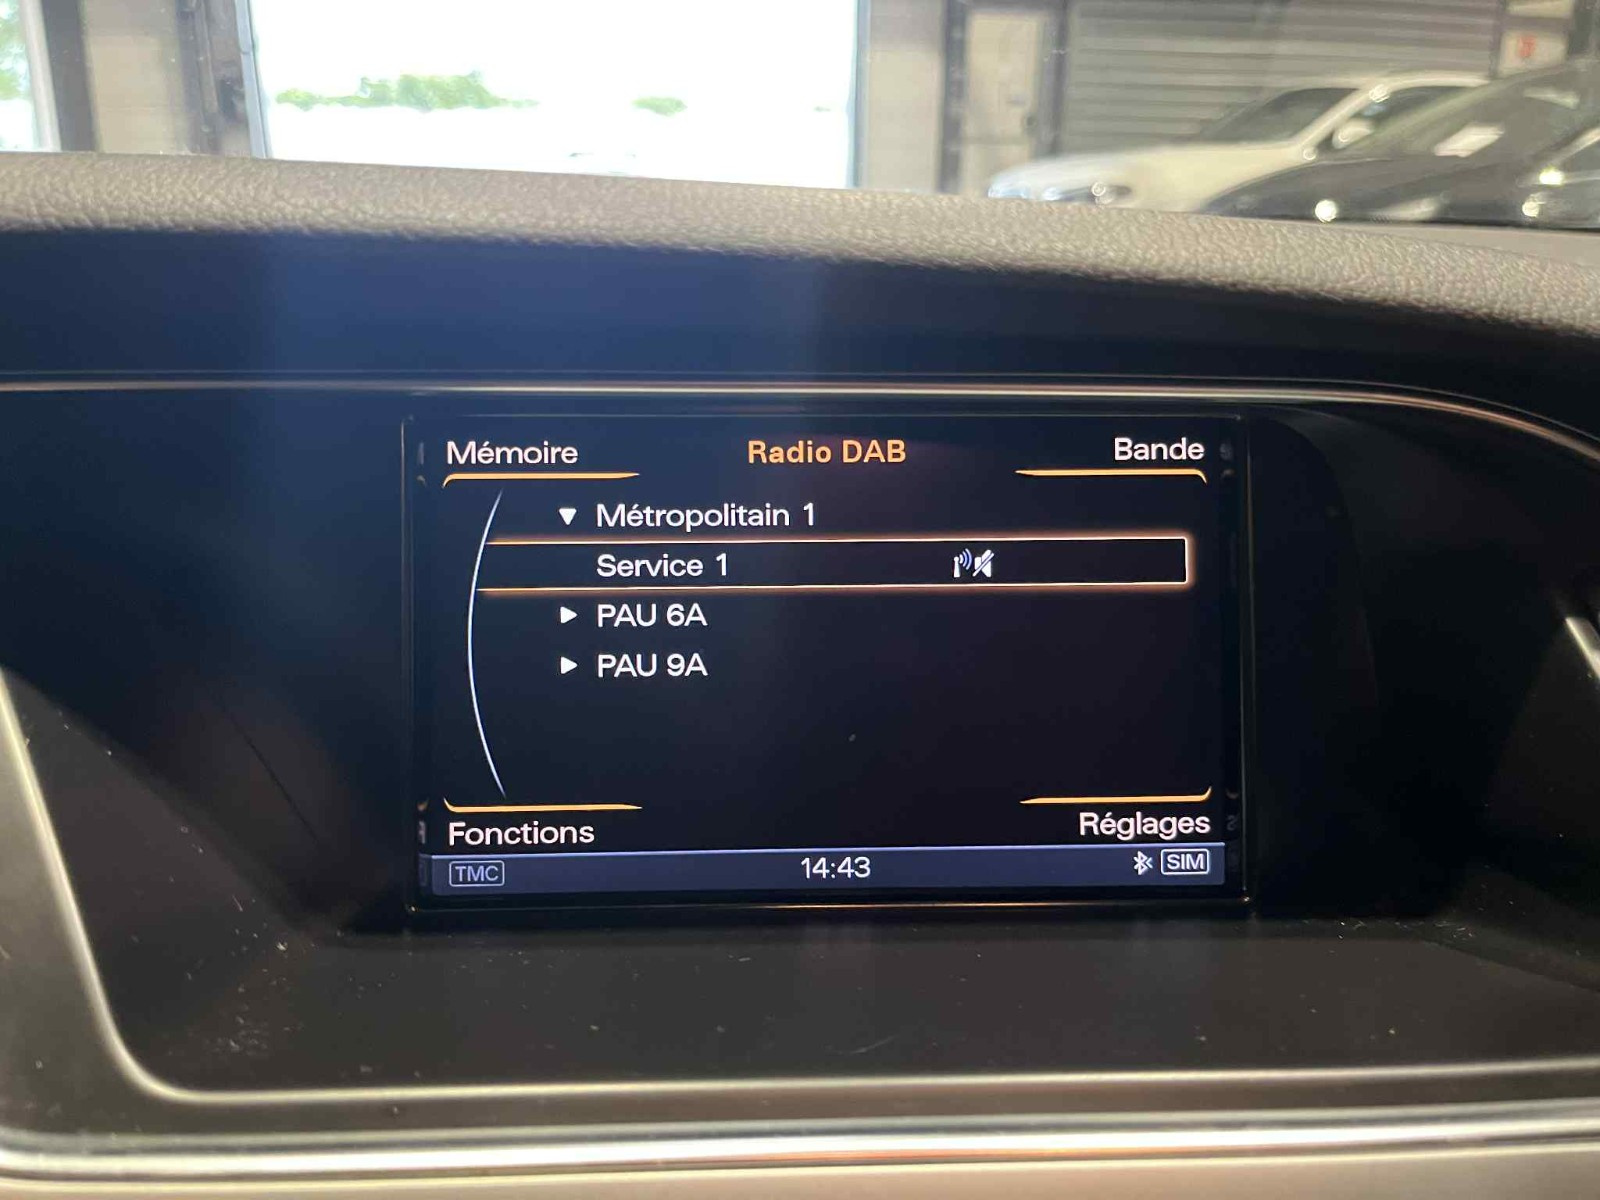 Mémoire Radio DAB Bande
Métropolitain 1
Service 1
PAU 6A
PAU 9A
Fonctions Réglages
TMC 14:43 SIM